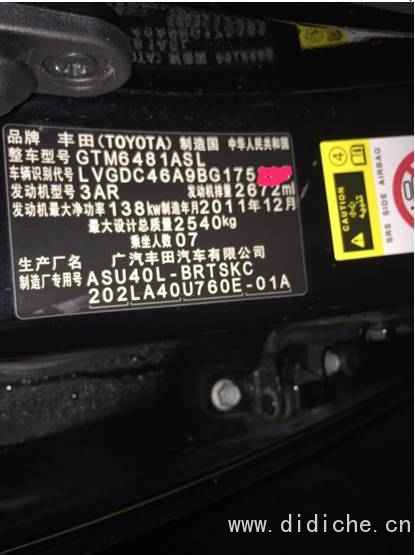 品牌 丰田(TOYOTA) 制造国 中华人民共和国
整车型号 GTM6481ASL
车辆识别代号 LVGDC46A9BG175
发动机型号 3AR 发动机排量 2672ml
发动机最大净功率 138kw 制造年月 2011年12月
最大设计总质量 2540kg
乘坐人数 07
生产厂名 广汽丰田汽车有限公司
制造厂专用号 ASU40L-BRTSKC
202LA40U760E-01A
CAUTION
SRS SIDE AIRBAG
www.didiche.cn